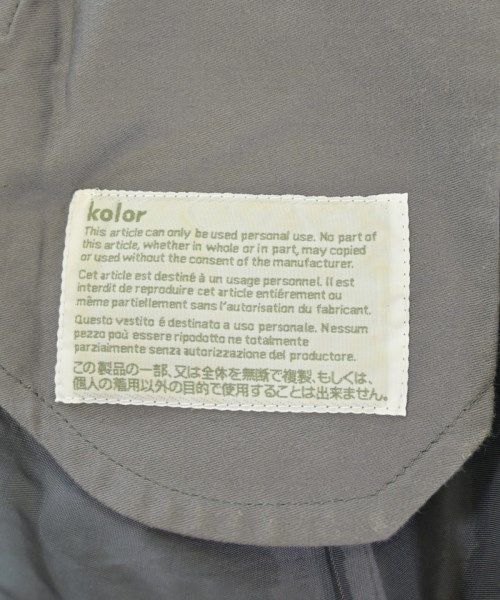 kolor
This article can only be used personal use. No part of
this article, whether in whole or in part, may copied
or used without the consent of the manufacturer.
Cet article est destiné à un usage personnel. Il est
interdit de reproduire cet article entiérement ou
même partiellement sans l'autorisation du fabricant.
Questo vestito é destinato a uso personale. Nessum
pezzo puù essere ripodotto ne totalmente
parzialmente senza autorizzazione del productore.
この製品の一部、又は全体を無断で複製、もしくは、
個人の着用以外の目的で使用することは出来ません。